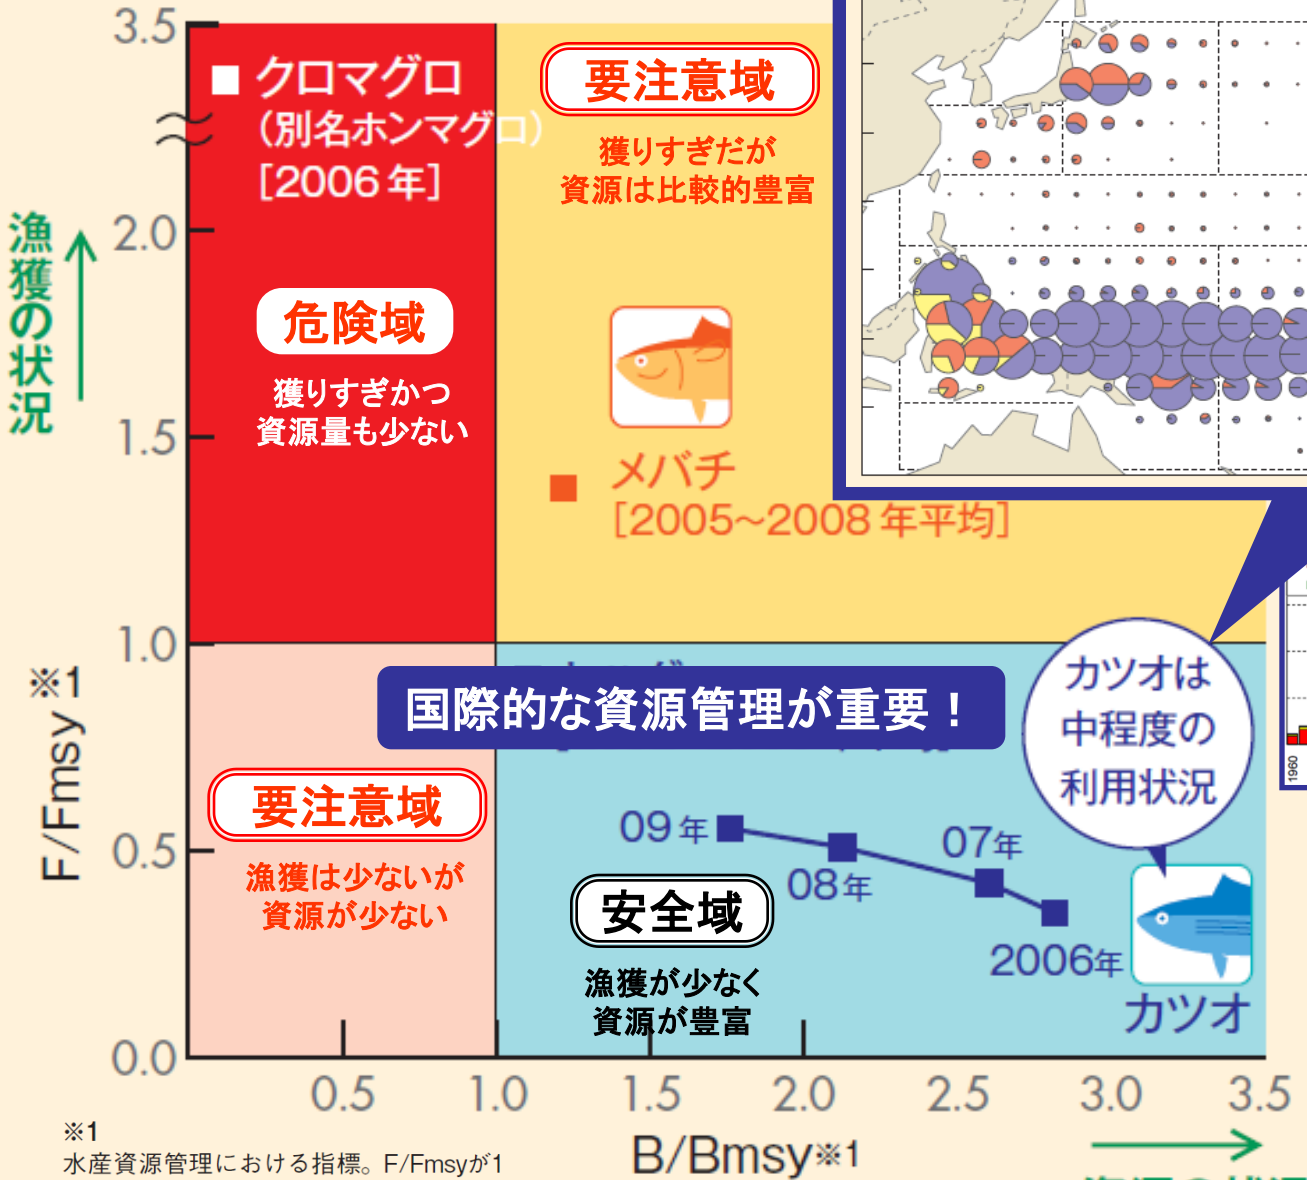 3.5
クロマグロ
（別名ホンマグロ）
[2006年]
要注意域
獲りすぎだが
資源は比較的豊富
漁獲の状況
2.0
危険域
獲りすぎかつ
資源量も少ない
1.5
メバチ
[2005～2008年平均]
1.0
F/Fmsy ※1
国際的な資源管理が重要！
カツオは
中程度の
利用状況
1960
要注意域
漁獲は少ないが
資源が少ない
0.5
09年
08年
07年
2006年
安全域
漁獲が少なく
資源が豊富
カツオ
0.0
0.5 1.0 1.5 2.0 2.5 3.0 3.5
B/Bmsy※1
※1
水産資源管理における指標。F/Fmsyが1